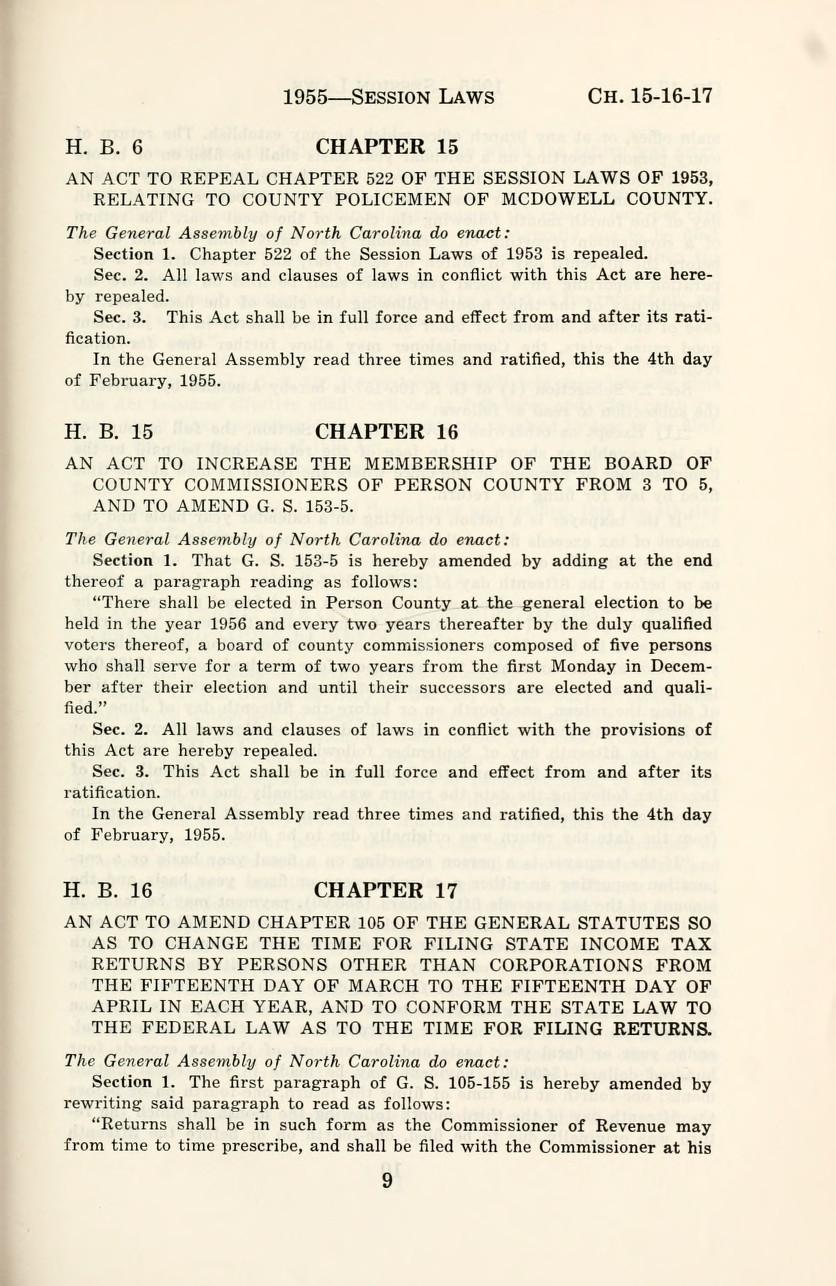 1955—Session Laws Ch. 15-16-17
H. B. 6 CHAPTER 15
AN ACT TO REPEAL CHAPTER 522 OF THE SESSION LAWS OF 1953,
RELATING TO COUNTY POLICEMEN OF MCDOWELL COUNTY.
The General Assembly of North Carolina do enact:
Section 1. Chapter 522 of the Session Laws of 1953 is repealed.
Sec. 2. All laws and clauses of laws in conflict with this Act are here-
by repealed.
Sec. 3. This Act shall be in full force and effect from and after its rati-
fication.
In the General Assembly read three times and ratified, this the 4th day
of February, 1955.
H. B. 15 CHAPTER 16
AN ACT TO INCREASE THE MEMBERSHIP OF THE BOARD OF
COUNTY COMMISSIONERS OF PERSON COUNTY FROM 3 TO 5,
AND TO AMEND G. S. 153-5.
The General Assembly of North Carolina do enact:
Section 1. That G. S. 153-5 is hereby amended by adding at the end
thereof a paragraph reading as follows:
"There shall be elected in Person County at the general election to be
held in the year 1956 and every two years thereafter by the duly qualified
voters thereof, a board of county commissioners composed of five persons
who shall serve for a term of two years from the first Monday in Decem-
ber after their election and until their successors are elected and quali-
fied."
Sec. 2. All laws and clauses of laws in conflict with the provisions of
this Act are hereby repealed.
Sec. 3. This Act shall be in full force and effect from and after its
ratification.
In the General Assembly read three times and ratified, this the 4th day
of February, 1955.
H. B. 16 CHAPTER 17
AN ACT TO AMEND CHAPTER 105 OF THE GENERAL STATUTES SO
AS TO CHANGE THE TIME FOR FILING STATE INCOME TAX
RETURNS BY PERSONS OTHER THAN CORPORATIONS FROM
THE FIFTEENTH DAY OF MARCH TO THE FIFTEENTH DAY OF
APRIL IN EACH YEAR, AND TO CONFORM THE STATE LAW TO
THE FEDERAL LAW AS TO THE TIME FOR FILING RETURNS.
The General Assembly of North Carolina do enact:
Section 1. The first paragraph of G. S. 105-155 is hereby amended by
rewriting said paragraph to read as follows:
"Returns shall be in such form as the Commissioner of Revenue may
from time to time prescribe, and shall be filed with the Commissioner at his
9